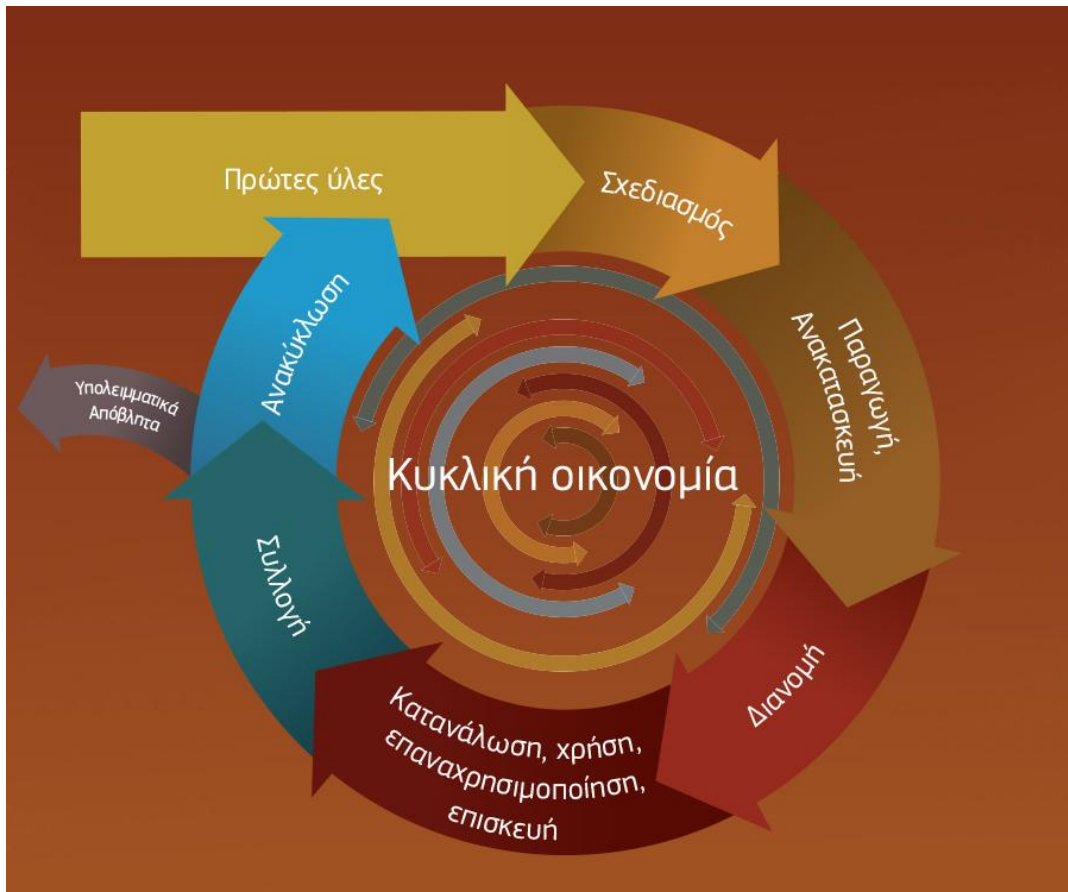 Πρώτες ύλες
Σχεδιασμός
Παραγωγή,
Ανακατασκευή
Διανομή
Κατανάλωση, χρήση,
επαναχρησιμοποίηση,
επισκευή
Συλλογή
Ανακύκλωση
Υπολειμματικά
Απόβλητα
Κυκλική οικονομία